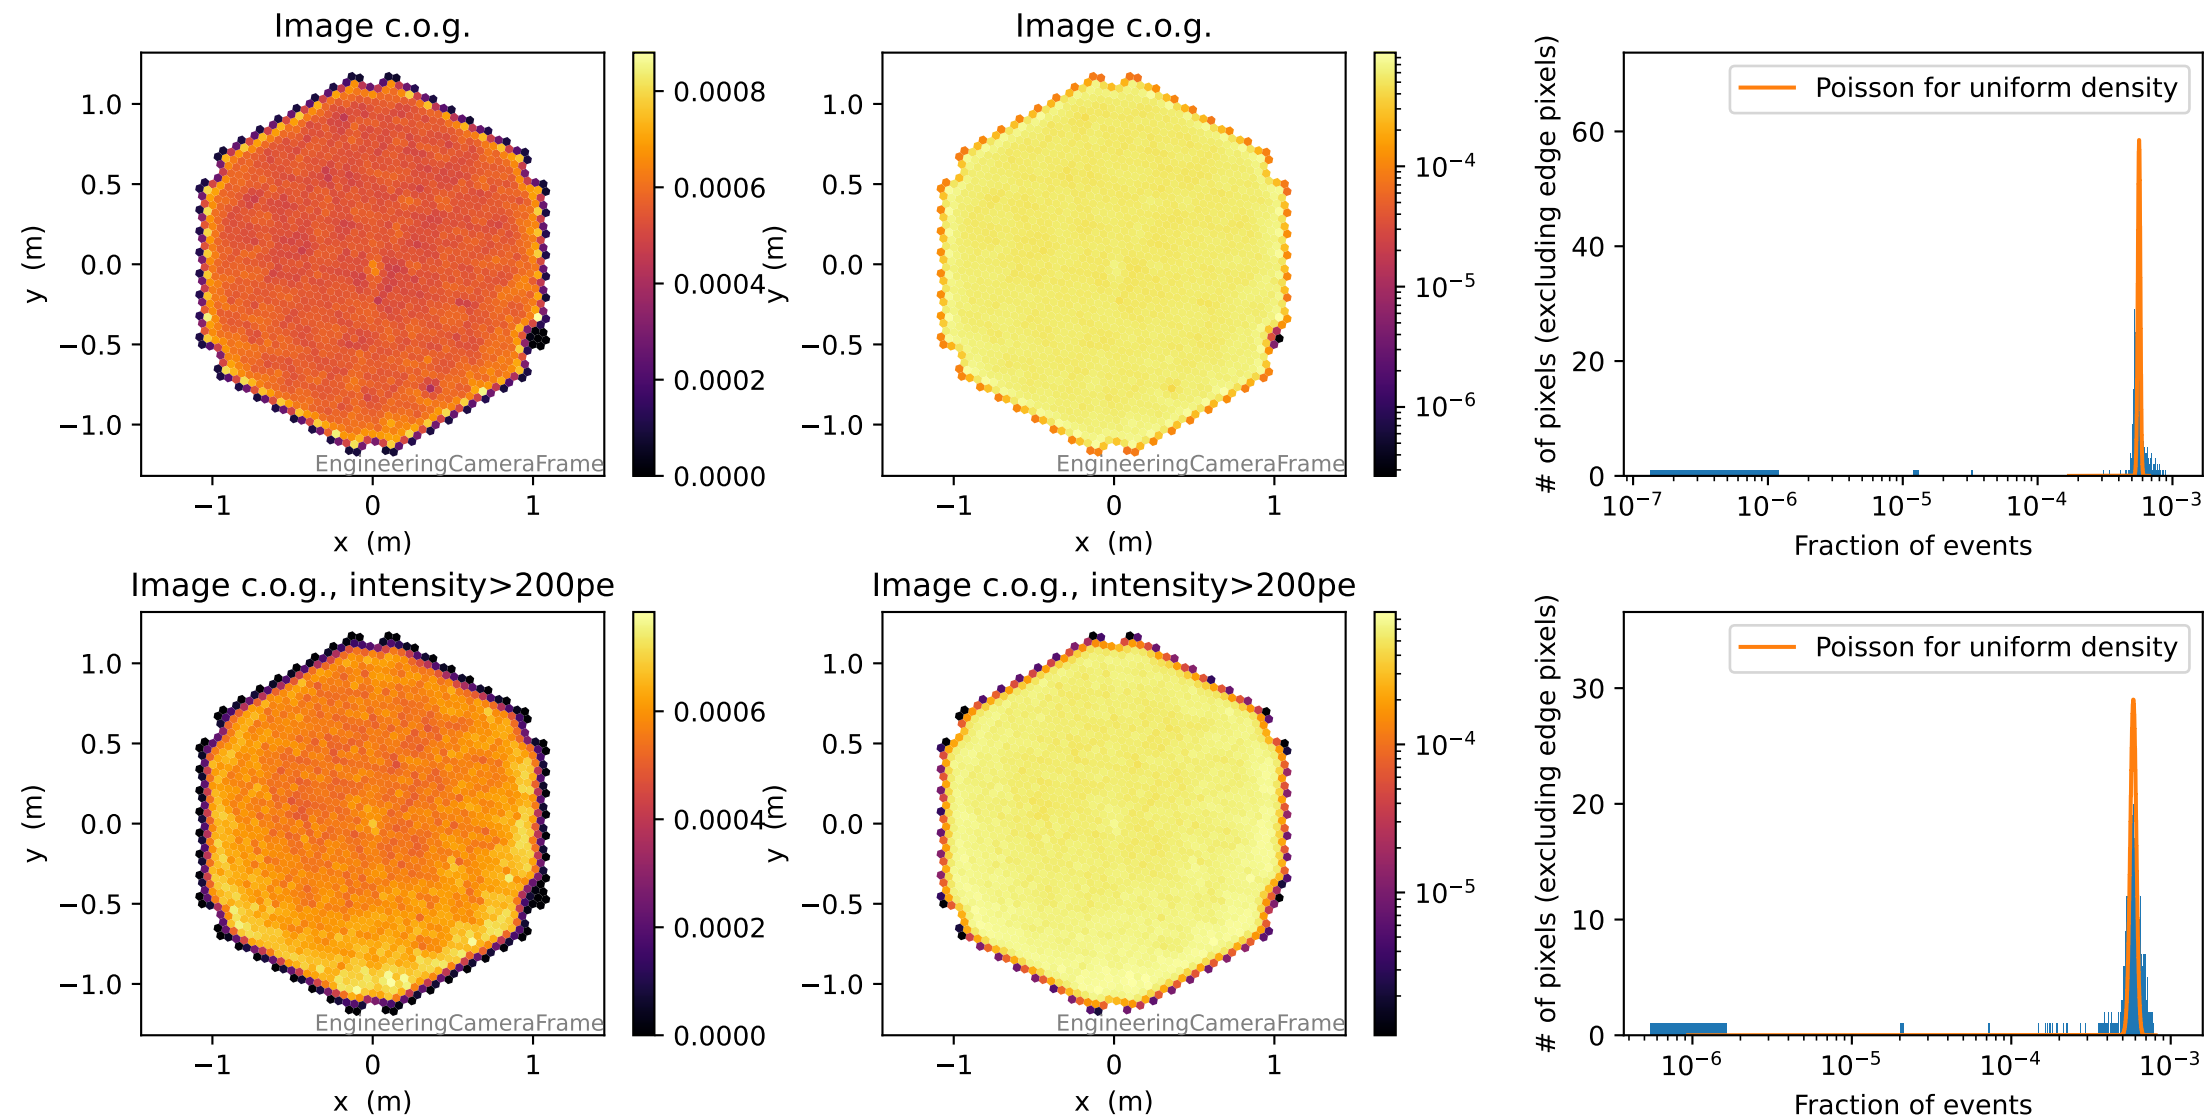 Image c.o.g.
y (m)
1.0
0.5
0.0
−0.5
−1.0
−1
0
1
x (m)
EngineeringCameraFrame
0.0008
0.0006
0.0004
0.0002
0.0000
Image c.o.g.
y (m)
1.0
0.5
0.0
−0.5
−1.0
−1
0
1
x (m)
EngineeringCameraFrame
10⁻⁴
10⁻⁵
10⁻⁶
# of pixels (excluding edge pixels)
60
40
20
0
Poisson for uniform density
10⁻⁷
10⁻⁶
10⁻⁵
10⁻⁴
10⁻³
Fraction of events
Image c.o.g., intensity>200pe
y (m)
1.0
0.5
0.0
−0.5
−1.0
−1
0
1
x (m)
EngineeringCameraFrame
0.0006
0.0004
0.0002
0.0000
Image c.o.g., intensity>200pe
y (m)
1.0
0.5
0.0
−0.5
−1.0
−1
0
1
x (m)
EngineeringCameraFrame
10⁻⁴
10⁻⁵
# of pixels (excluding edge pixels)
30
20
10
0
Poisson for uniform density
10⁻⁶
10⁻⁵
10⁻⁴
10⁻³
Fraction of events